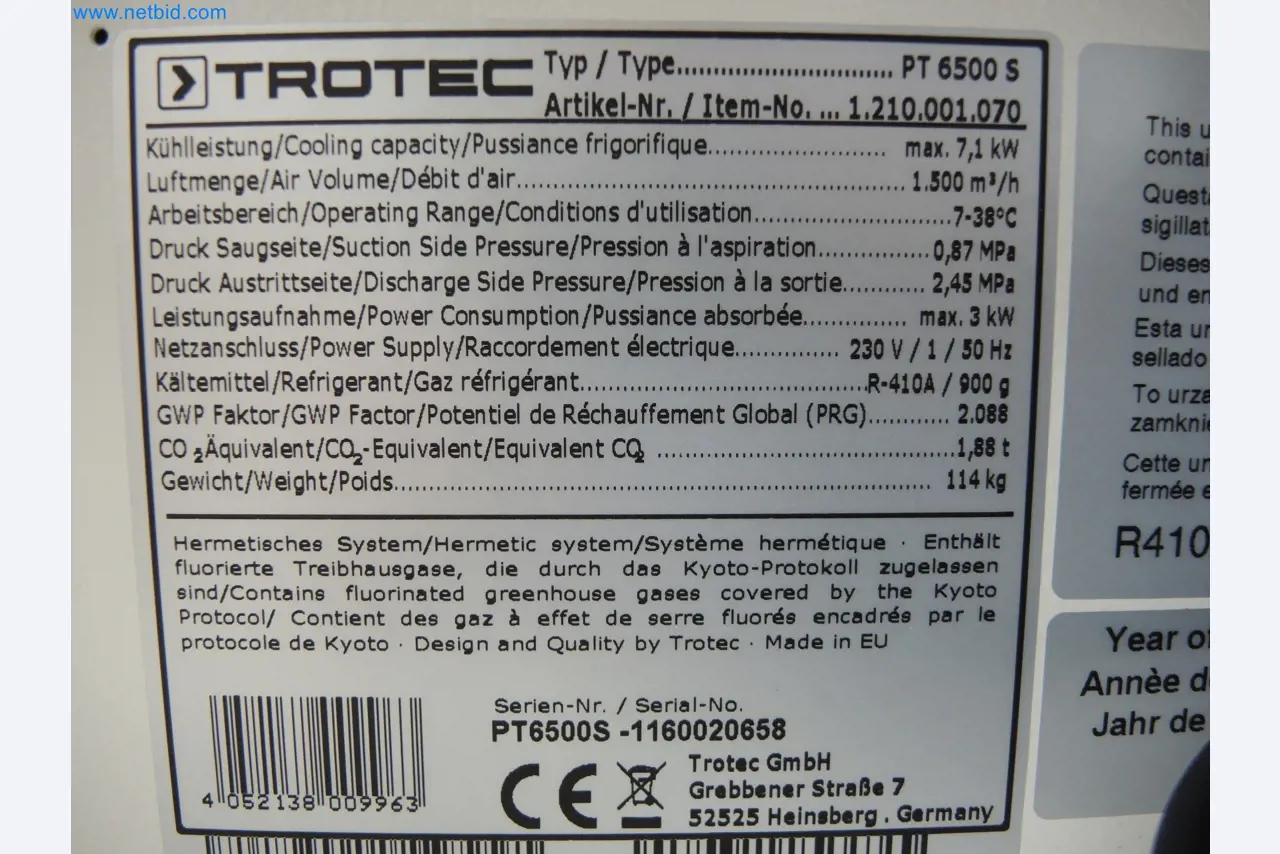 www.netbid.com
TROTEC
Typ / Type.............................. PT 6500 S
Artikel-Nr. / Item-No. ... 1.210.001.070
Kühlleistung/Cooling capacity/Pussiance frigorifique......................... max. 7,1 kW
Luftmenge/Air Volume/Débit d'air....................................................... 1.500 m³/h
Arbeitsbereich/Operating Range/Conditions d'utilisation............................7-38°C
Druck Saugseite/Suction Side Pressure/Pression à l'aspiration................0,87 MPa
Druck Austrittseite/Discharge Side Pressure/Pression à la sortie............ 2,45 MPa
Leistungsaufnahme/Power Consumption/Pussiance absorbée............... max. 3 kW
Netzanschluss/Power Supply/Raccordement électrique............... 230 V / 1 / 50 Hz
Kältemittel/Refrigerant/Gaz réfrigérant.........................................R-410A / 900 g
GWP Faktor/GWP Factor/Potentiel de Réchauffement Global (PRG)............ 2.088
CO₂Äquivalent/CO₂-Equivalent/Equivalent CO₂ ...........................................1,88 t
Gewicht/Weight/Poids............................................................................ 114 kg
Hermetisches System/Hermetic system/Système hermétique · Enthält
fluorierte Treibhausgase, die durch das Kyoto-Protokoll zugelassen
sind/Contains fluorinated greenhouse gases covered by the Kyoto
Protocol/ Contient des gaz à effet de serre fluorés encadrés par le
protocole de Kyoto · Design and Quality by Trotec · Made in EU
Serien-Nr. / Serial-No.
PT6500S -1160020658
CE
Trotec GmbH
Grebbener Straße 7
52525 Heinsberg . Germany
4 052138 009963
This
Dieses
und
Esta
sellado
To
Cette
R410
Year
Annèe
Jahr de